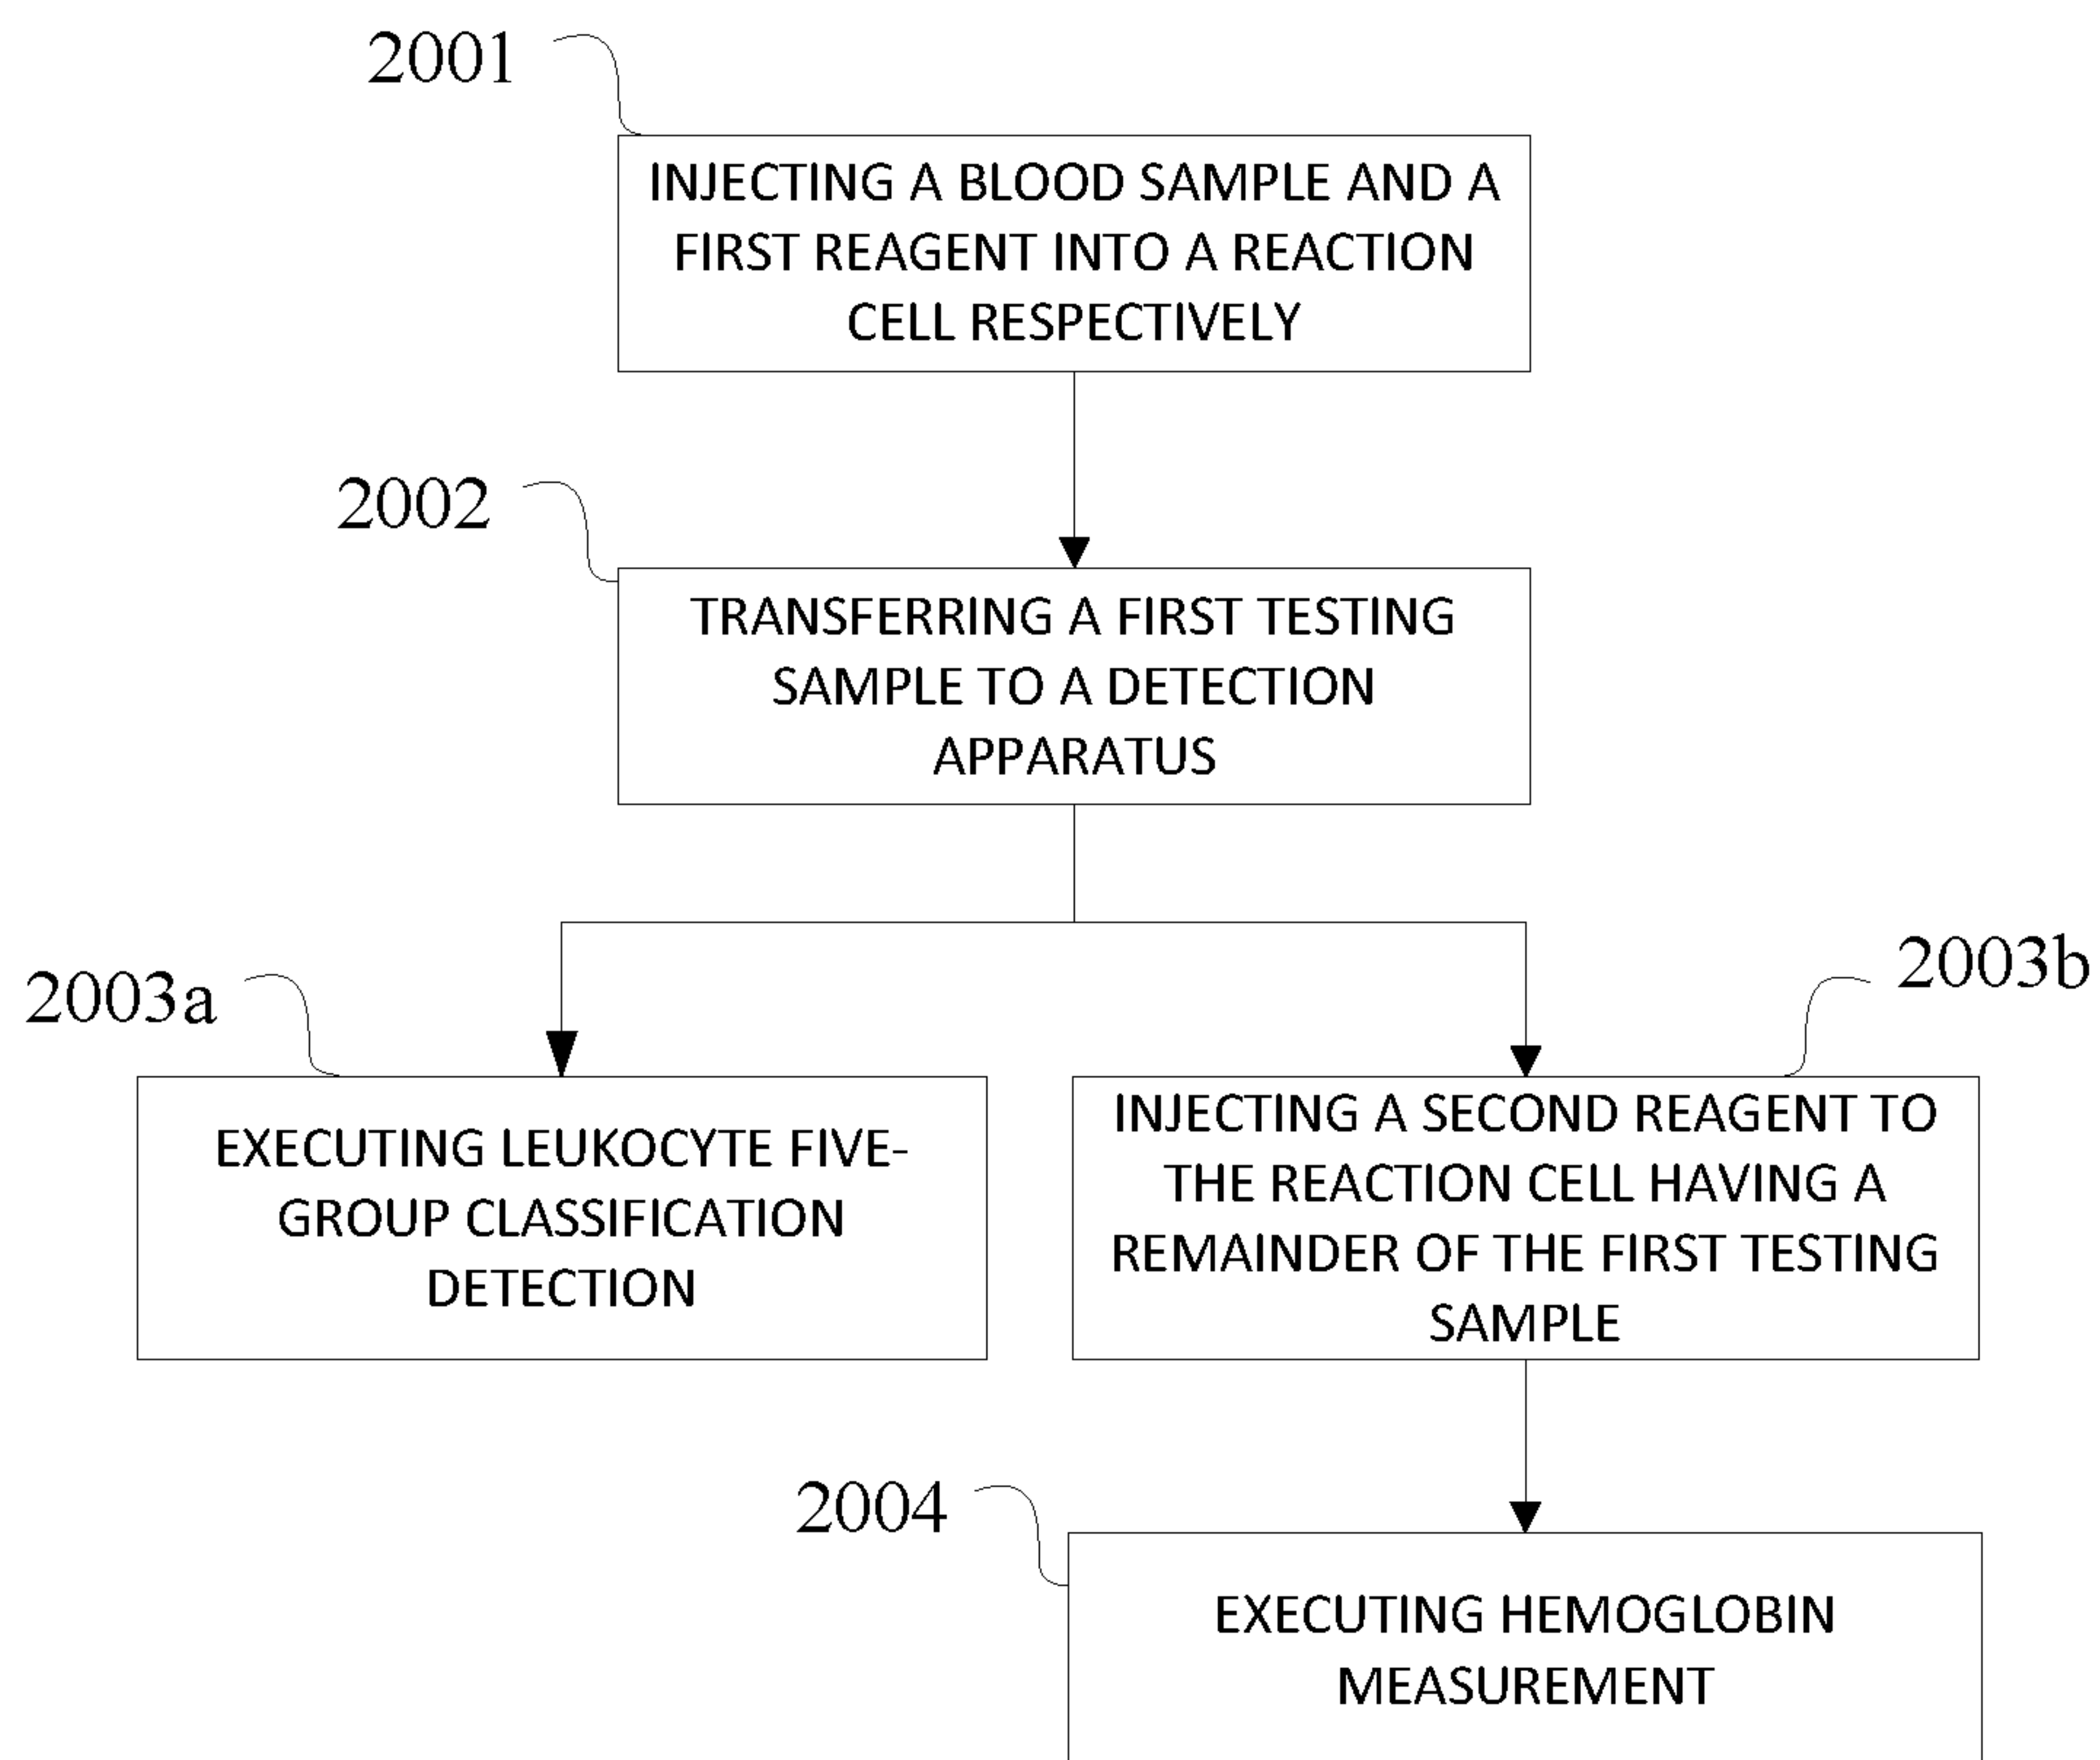 2001
INJECTING A BLOOD SAMPLE AND A
FIRST REAGENT INTO A REACTION
CELL RESPECTIVELY
2002
TRANSFERRING A FIRST TESTING
SAMPLE TO A DETECTION
APPARATUS
2003a
EXECUTING LEUKOCYTE FIVE-
GROUP CLASSIFICATION
DETECTION
2003b
INJECTING A SECOND REAGENT TO
THE REACTION CELL HAVING A
REMAINDER OF THE FIRST TESTING
SAMPLE
2004
EXECUTING HEMOGLOBIN
MEASUREMENT